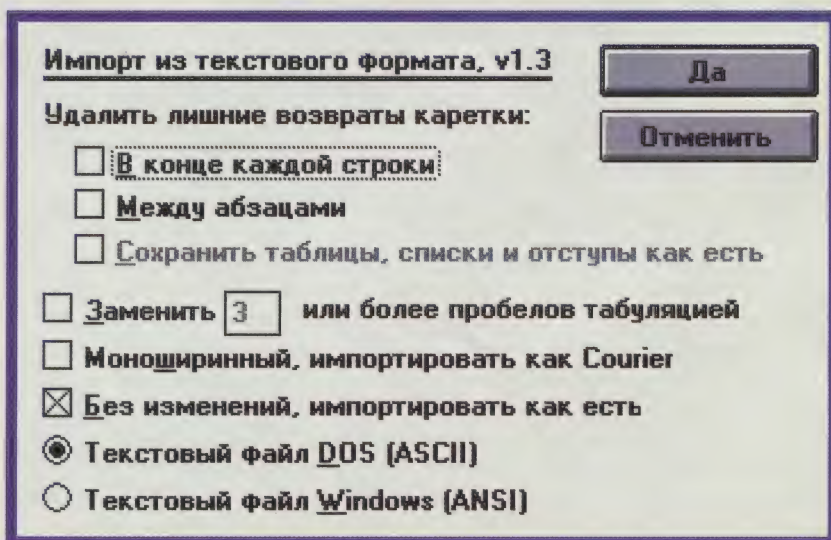 Импорт из текстового формата, v1.3
Да
Удалить лишние возвраты каретки:
Отменить
В конце каждой строки
Между абзацами
Сохранить таблицы, списки и отступы как есть
Заменить 3 или более пробелов табуляцией
Моноширинный, импортировать как Courier
Без изменений, импортировать как есть
Текстовый файл DOS (ASCII)
Текстовый файл Windows (ANSI)